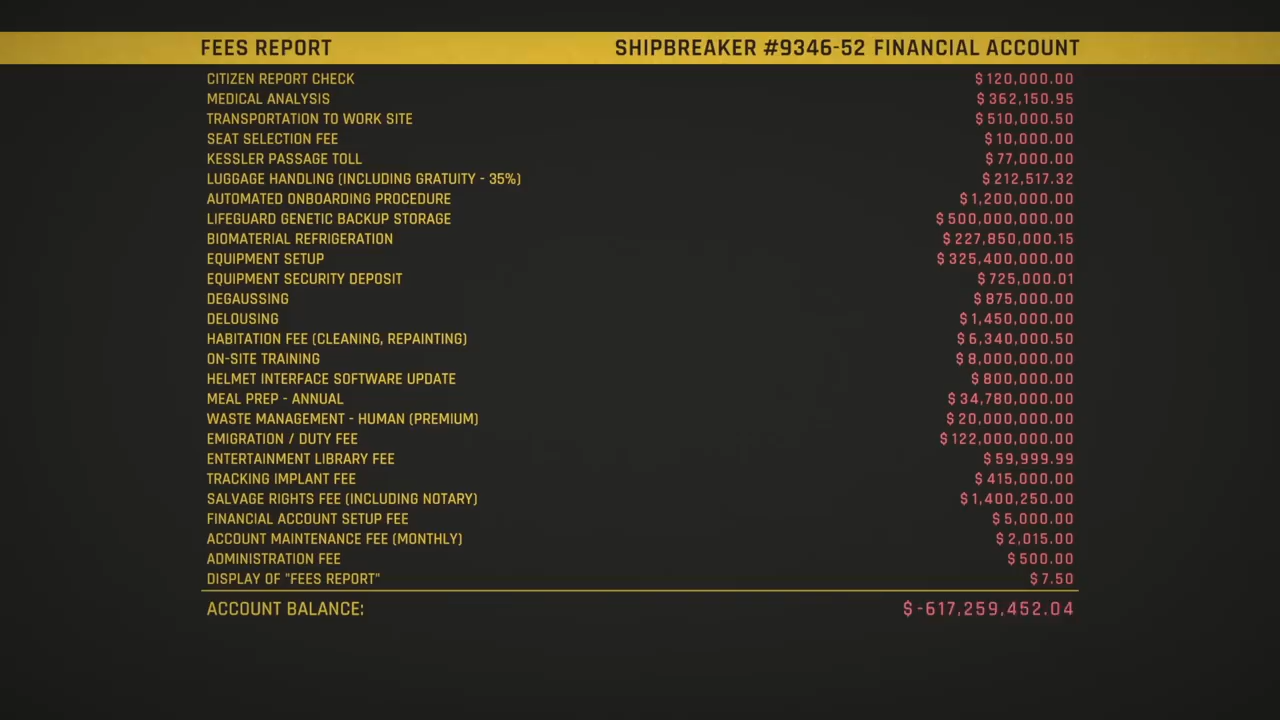 FEES REPORT SHIPBREAKER #9346-52 FINANCIAL ACCOUNT
CITIZEN REPORT CHECK $120,000.00
MEDICAL ANALYSIS $362,150.95
TRANSPORTATION TO WORK SITE $510,000.50
SEAT SELECTION FEE $10,000.00
KESSLER PASSAGE TOLL $77,000.00
LUGGAGE HANDLING (INCLUDING GRATUITY - 35%) $212,517.32
AUTOMATED ONBOARDING PROCEDURE $1,200,000.00
LIFEGUARD GENETIC BACKUP STORAGE $500,000,000.00
BIOMATERIAL REFRIGERATION $227,850,000.15
EQUIPMENT SETUP $325,400,000.00
EQUIPMENT SECURITY DEPOSIT $725,000.01
DEGAUSSING $875,000.00
DELOUSING $1,450,000.00
HABITATION FEE (CLEANING, REPAINTING) $6,340,000.50
ON-SITE TRAINING $8,000,000.00
HELMET INTERFACE SOFTWARE UPDATE $800,000.00
MEAL PREP - ANNUAL $34,780,000.00
WASTE MANAGEMENT - HUMAN (PREMIUM) $20,000,000.00
EMIGRATION / DUTY FEE $122,000,000.00
ENTERTAINMENT LIBRARY FEE $59,999.99
TRACKING IMPLANT FEE $415,000.00
SALVAGE RIGHTS FEE (INCLUDING NOTARY) $1,400,250.00
FINANCIAL ACCOUNT SETUP FEE $5,000.00
ACCOUNT MAINTENANCE FEE (MONTHLY) $2,015.00
ADMINISTRATION FEE $500.00
DISPLAY OF "FEES REPORT" $7.50
ACCOUNT BALANCE: $-617,259,452.04